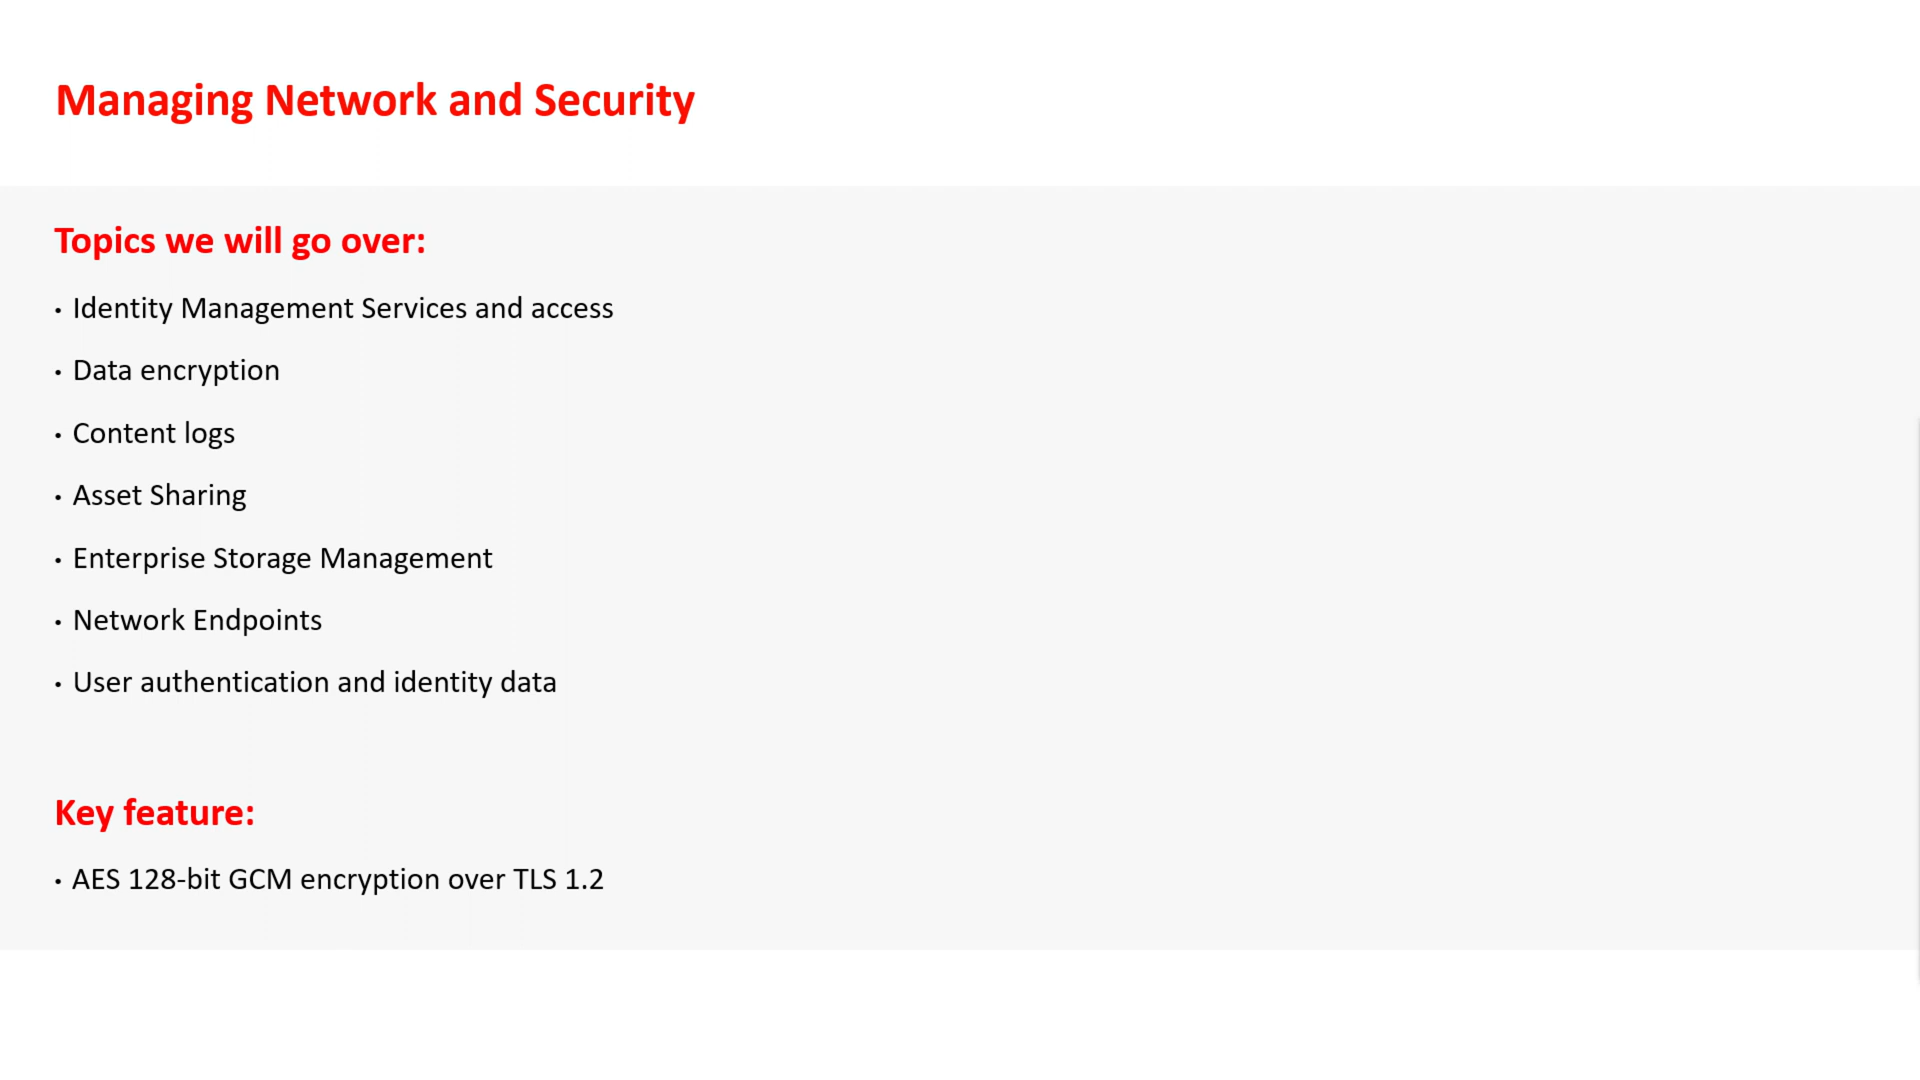 Managing Network and Security
Topics we will go over:
• Identity Management Services and access
• Data encryption
• Content logs
• Asset Sharing
• Enterprise Storage Management
• Network Endpoints
• User authentication and identity data
Key feature:
• AES 128-bit GCM encryption over TLS 1.2